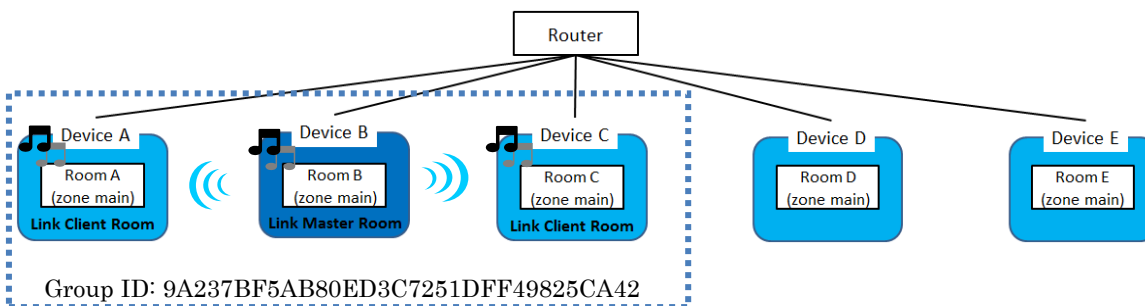 Router
Device A
Device B
Device C
Device D
Device E
Room A
(zone main)
Room B
(zone main)
Room C
(zone main)
Room D
(zone main)
Room E
(zone main)
Link Client Room
Link Master Room
Link Client Room
Group ID: 9A237BF5AB80ED3C7251DFF49825CA42